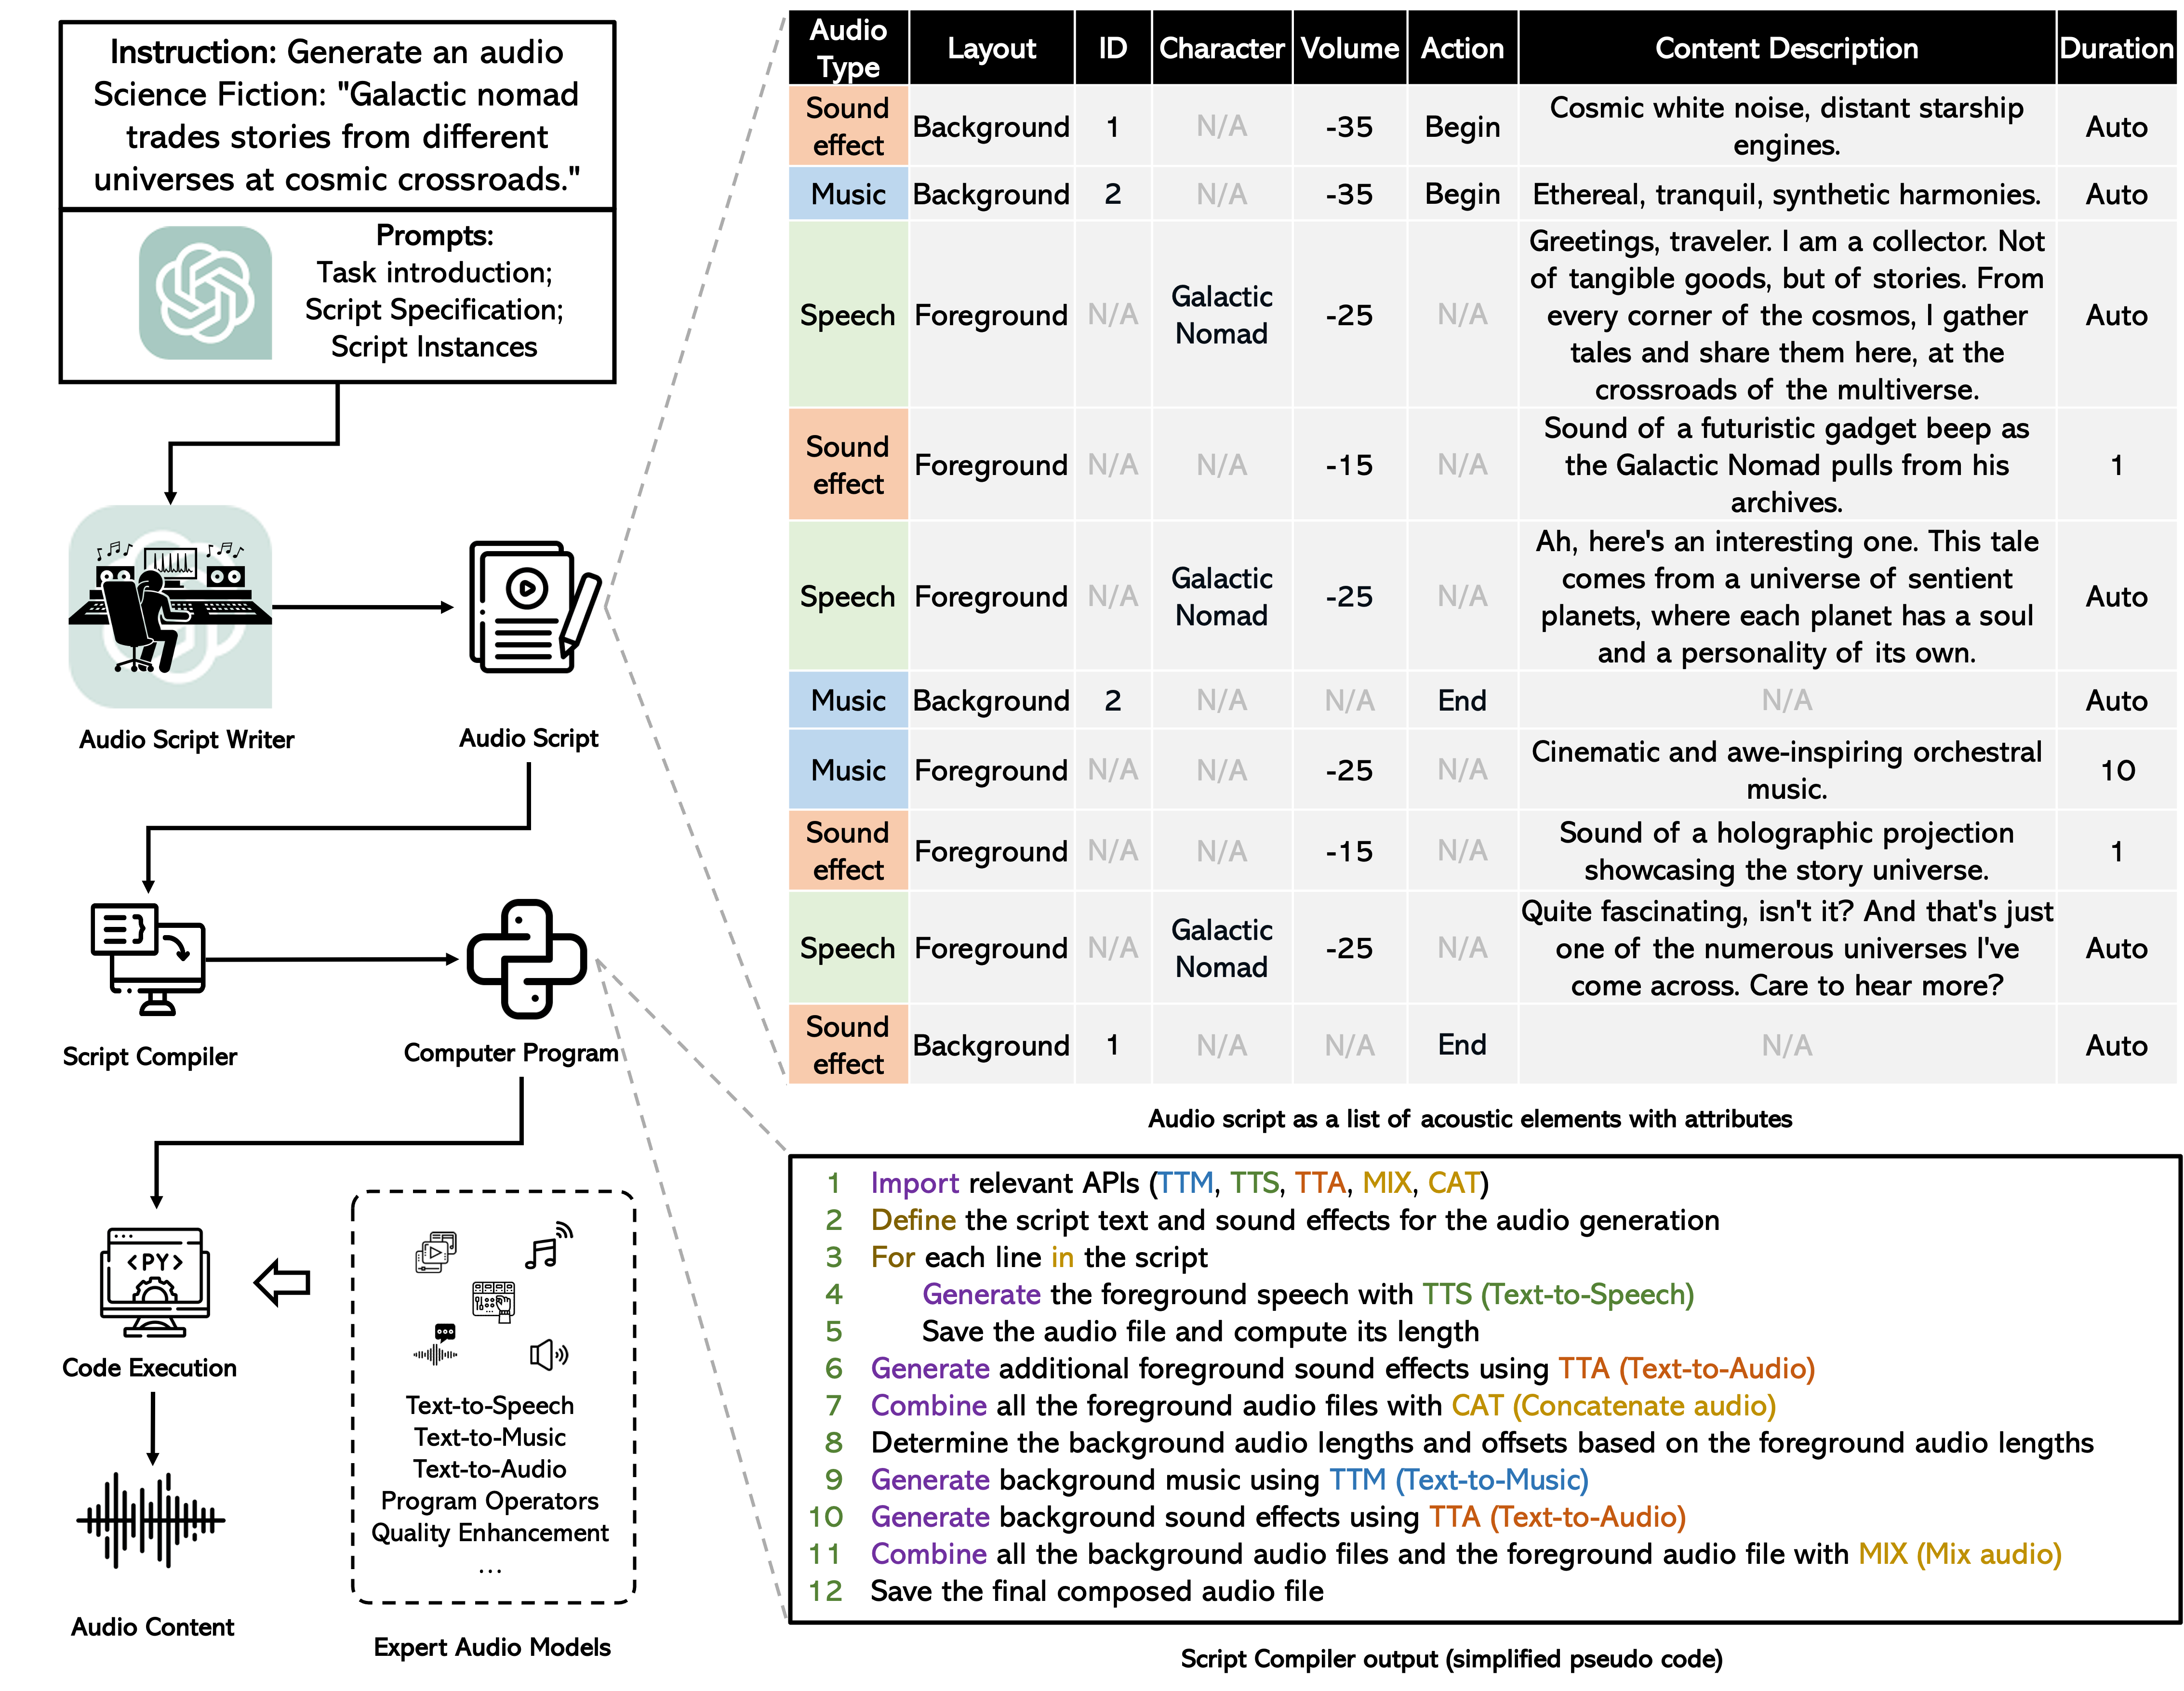 Instruction: Generate an audio
Science Fiction: "Galactic nomad
trades stories from different
universes at cosmic crossroads."
Prompts:
Task introduction;
Script Specification;
Script Instances
Audio Script Writer
Audio Script
Script Compiler
Computer Program
<PY>
Code Execution
Audio Content
Text-to-Speech
Text-to-Music
Text-to-Audio
Program Operators
Quality Enhancement
...
Expert Audio Models
Audio Type Layout ID Character Volume Action Content Description Duration
Sound effect Background 1 N/A -35 Begin Cosmic white noise, distant starship
engines. Auto
Music Background 2 N/A -35 Begin Ethereal, tranquil, synthetic harmonies. Auto
Speech Foreground N/A Galactic Nomad -25 N/A Greetings, traveler. I am a collector. Not
of tangible goods, but of stories. From
every corner of the cosmos, I gather
tales and share them here, at the
crossroads of the multiverse. Auto
Sound effect Foreground N/A N/A -15 N/A Sound of a futuristic gadget beep as
the Galactic Nomad pulls from his
archives. 1
Speech Foreground N/A Galactic Nomad -25 N/A Ah, here's an interesting one. This tale
comes from a universe of sentient
planets, where each planet has a soul
and a personality of its own. Auto
Music Background 2 N/A N/A End N/A Auto
Music Foreground N/A N/A -25 N/A Cinematic and awe-inspiring orchestral
music. 10
Sound effect Foreground N/A N/A -15 N/A Sound of a holographic projection
showcasing the story universe. 1
Speech Foreground N/A Galactic Nomad -25 N/A Quite fascinating, isn't it? And that's just
one of the numerous universes I've
come across. Care to hear more? Auto
Sound effect Background 1 N/A N/A End N/A Auto
Audio script as a list of acoustic elements with attributes
1 Import relevant APIs (TTM, TTS, TTA, MIX, CAT)
2 Define the script text and sound effects for the audio generation
3 For each line in the script
4 Generate the foreground speech with TTS (Text-to-Speech)
5 Save the audio file and compute its length
6 Generate additional foreground sound effects using TTA (Text-to-Audio)
7 Combine all the foreground audio files with CAT (Concatenate audio)
8 Determine the background audio lengths and offsets based on the foreground audio lengths
9 Generate background music using TTM (Text-to-Music)
10 Generate background sound effects using TTA (Text-to-Audio)
11 Combine all the background audio files and the foreground audio file with MIX (Mix audio)
12 Save the final composed audio file
Script Compiler output (simplified pseudo code)